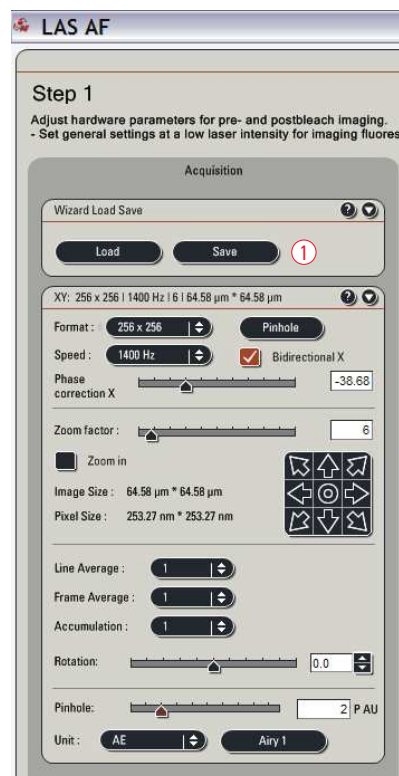 LAS AF
Step 1
Adjust hardware parameters for pre- and postbleach imaging.
- Set general settings at a low laser intensity for imaging fluores
Acquisition
Wizard Load Save ?
Load Save 1
XY: 256 x 256 | 1400 Hz | 6 | 64.58 µm * 64.58 µm ?
Format : 256 x 256 Pinhole
Speed : 1400 Hz Bidirectional X
Phase
correction X -38.68
Zoom factor : 6
Zoom in
Image Size : 64.58 µm * 64.58 µm
Pixel Size : 253.27 nm * 253.27 nm
Line Average : 1
Frame Average : 1
Accumulation : 1
Rotation: 0.0
Pinhole: 2 P AU
Unit : AE Airy 1